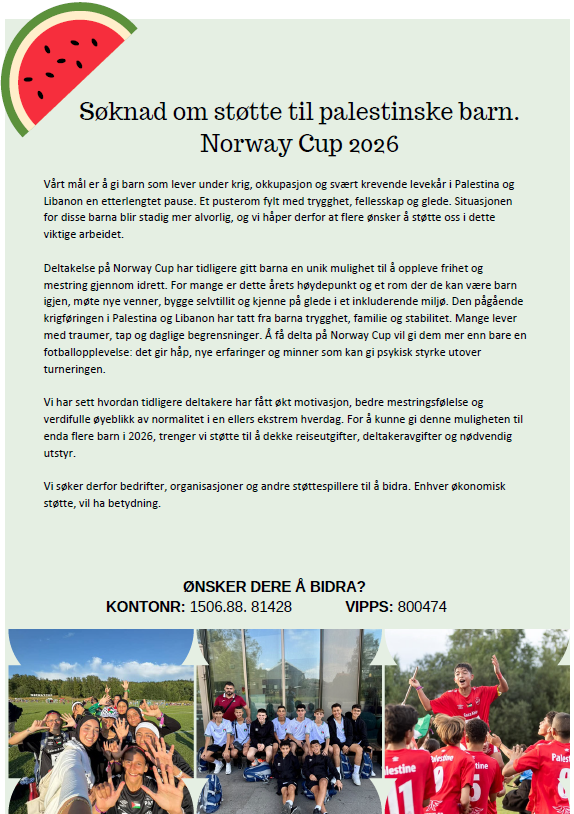 Søknad om støtte til palestinske barn.
Norway Cup 2026
Vårt mål er å gi barn som lever under krig, okkupasjon og svært krevende levekår i Palestina og
Libanon en etterlengtet pause. Et pusterom fylt med trygghet, fellesskap og glede. Situasjonen
for disse barna blir stadig mer alvorlig, og vi håper derfor at flere ønsker å støtte oss i dette
viktige arbeidet.
Deltakelse på Norway Cup har tidligere gitt barna en unik mulighet til å oppleve frihet og
mestring gjennom idrett. For mange er dette årets høydepunkt og et rom der de kan være barn
igjen, møte nye venner, bygge selvtillit og kjenne på glede i et inkluderende miljø. Den pågående
krigføringen i Palestina og Libanon har tatt fra barna trygghet, familie og stabilitet. Mange lever
med traumer, tap og daglige begrensninger. Å få delta på Norway Cup vil gi dem mer enn bare en
fotballopplevelse: det gir håp, nye erfaringer og minner som kan gi psykisk styrke utover
turneringen.
Vi har sett hvordan tidligere deltakere har fått økt motivasjon, bedre mestringsfølelse og
verdifulle øyeblikk av normalitet i en ellers ekstrem hverdag. For å kunne gi denne muligheten til
enda flere barn i 2026, trenger vi støtte til å dekke reiseutgifter, deltakeravgifter og nødvendig
utstyr.
Vi søker derfor bedrifter, organisasjoner og andre støttespillere til å bidra. Enhver økonomisk
støtte, vil ha betydning.
ØNSKER DERE Å BIDRA?
KONTONR: 1506.88. 81428 VIPPS: 800474
Palestine
11